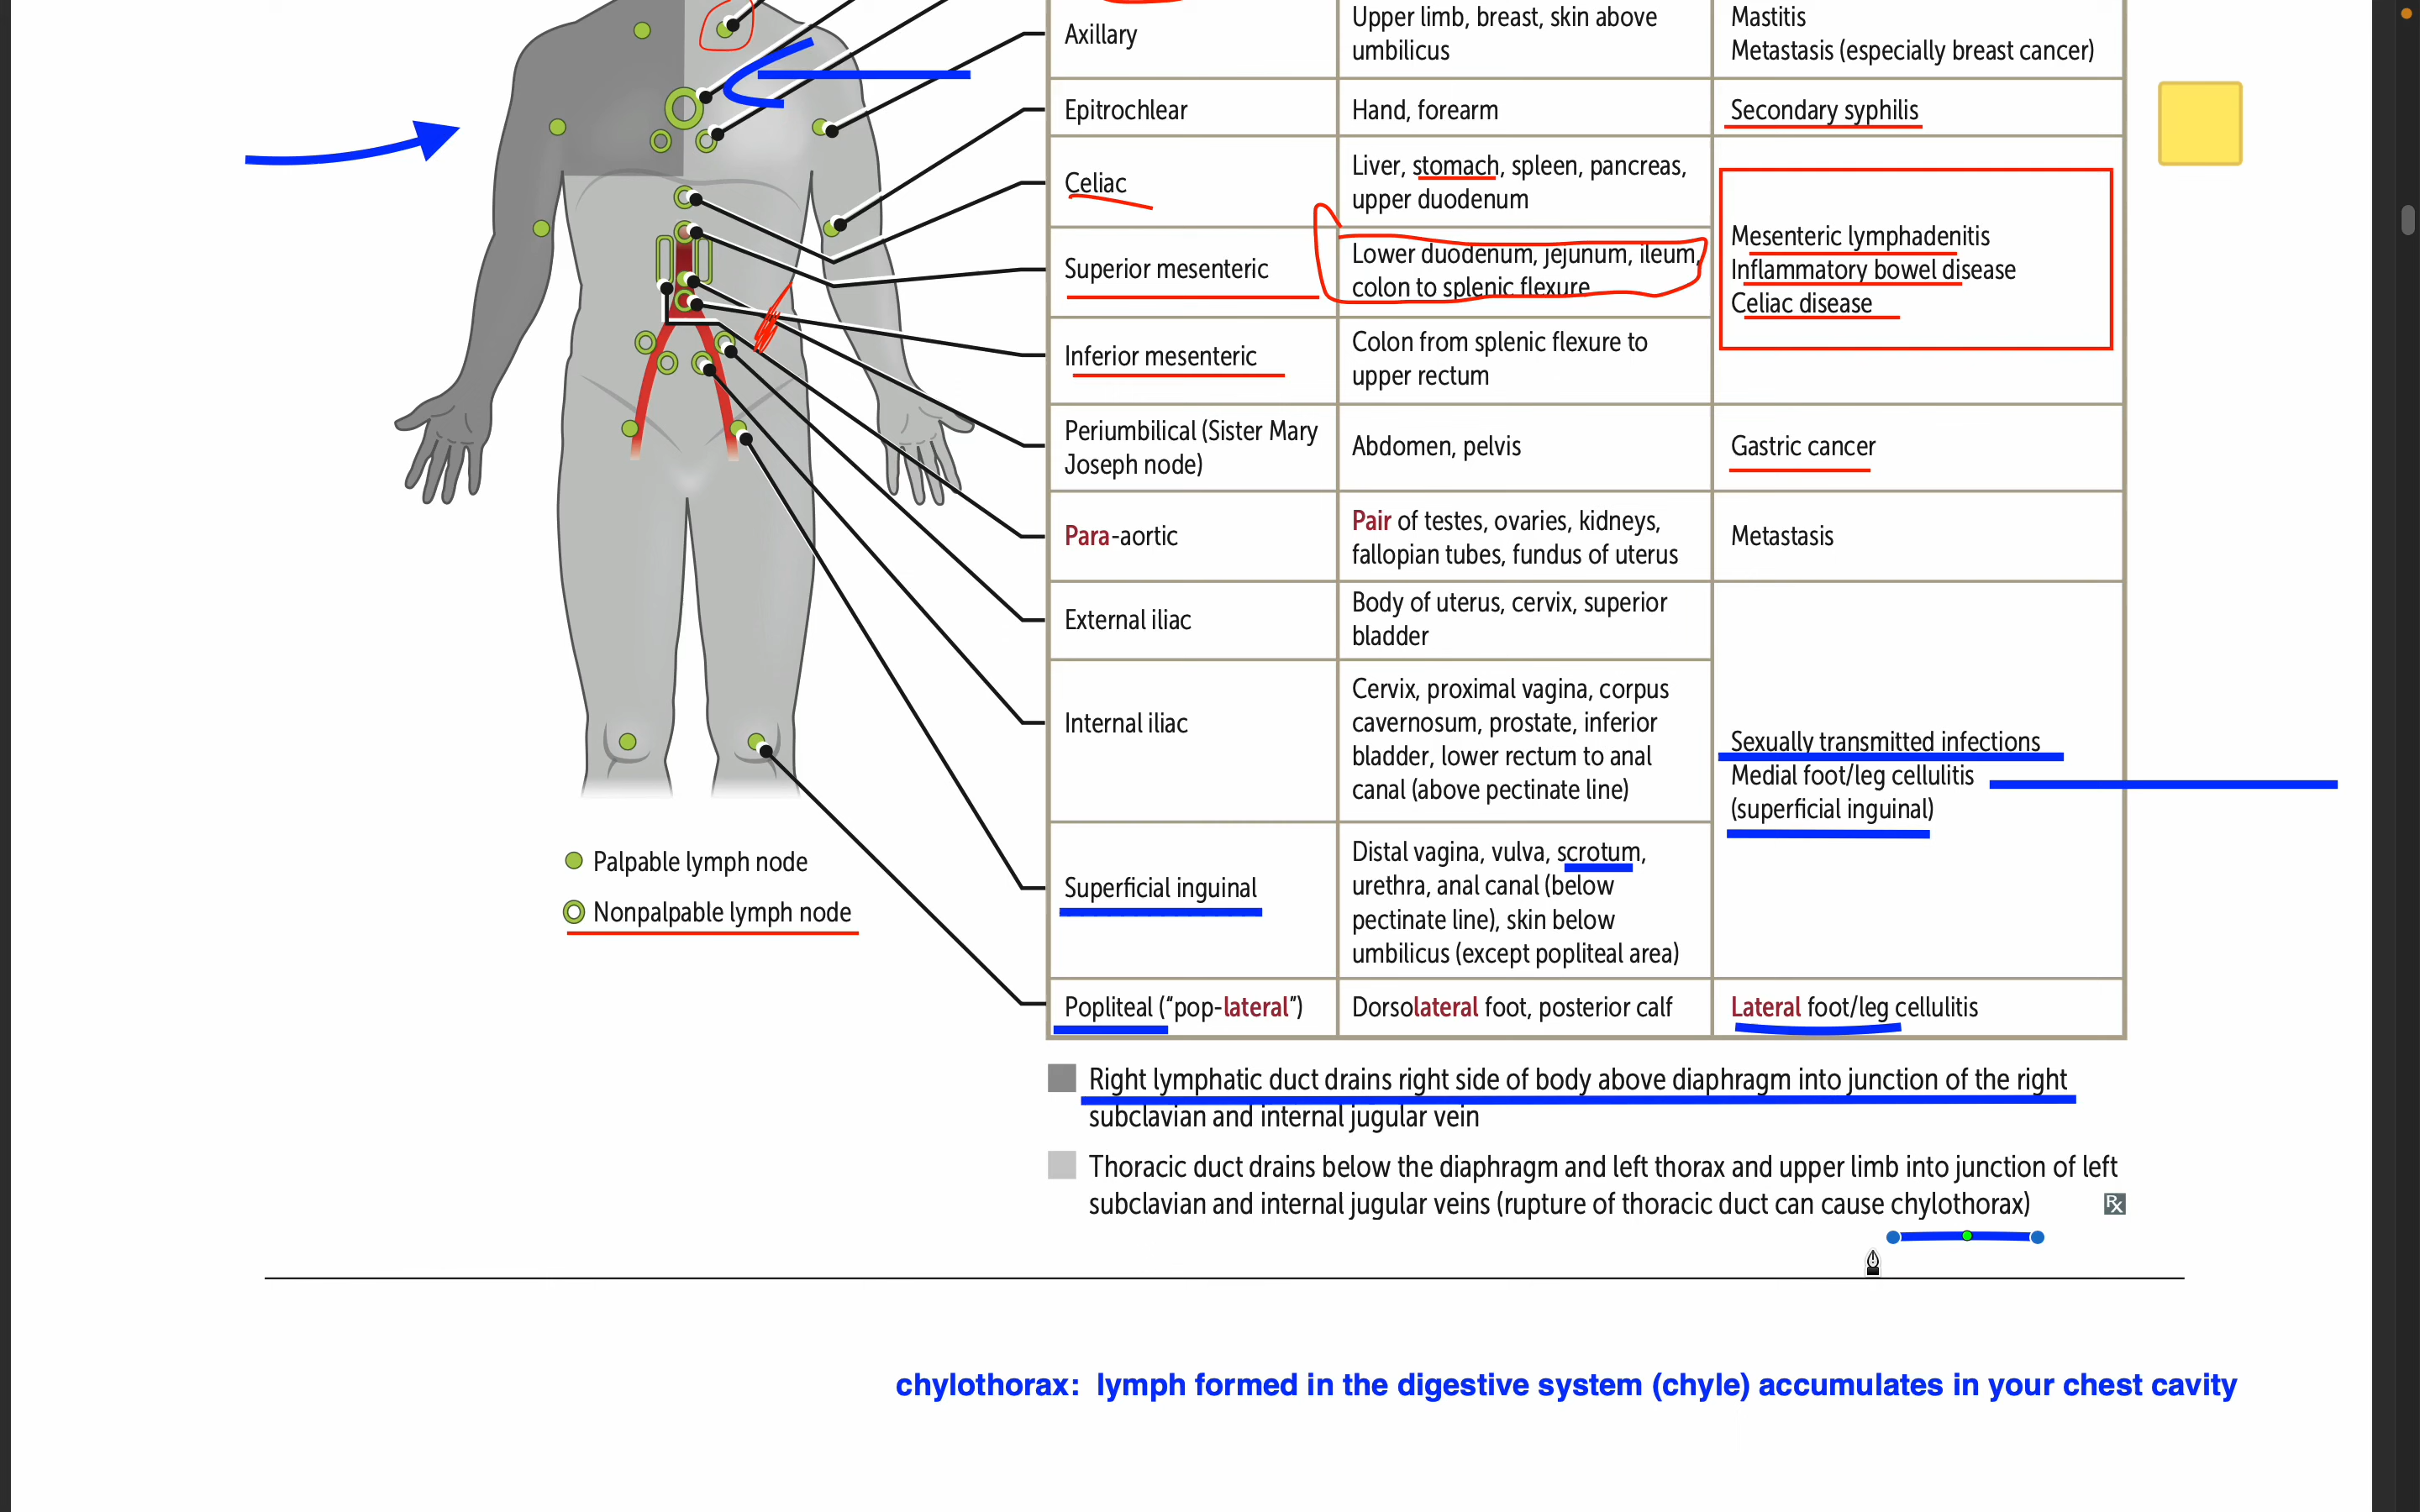 Axillary
Upper limb, breast, skin above
umbilicus
Mastitis
Metastasis (especially breast cancer)
Epitrochlear
Hand, forearm
Secondary syphilis
Celiac
Liver, stomach, spleen, pancreas,
upper duodenum
Mesenteric lymphadenitis
Inflammatory bowel disease
Celiac disease
Superior mesenteric
Lower duodenum, jejunum, ileum,
colon to splenic flexure
Inferior mesenteric
Colon from splenic flexure to
upper rectum
Periumbilical (Sister Mary
Joseph node)
Abdomen, pelvis
Gastric cancer
Para-aortic
Pair of testes, ovaries, kidneys,
fallopian tubes, fundus of uterus
Metastasis
External iliac
Body of uterus, cervix, superior
bladder
Internal iliac
Cervix, proximal vagina, corpus
cavernosum, prostate, inferior
bladder, lower rectum to anal
canal (above pectinate line)
Sexually transmitted infections
Medial foot/leg cellulitis
(superficial inguinal)
Superficial inguinal
Distal vagina, vulva, scrotum,
urethra, anal canal (below
pectinate line), skin below
umbilicus (except popliteal area)
Popliteal (“pop-lateral”)
Dorsolateral foot, posterior calf
Lateral foot/leg cellulitis
Palpable lymph node
Nonpalpable lymph node
Right lymphatic duct drains right side of body above diaphragm into junction of the right
subclavian and internal jugular vein
Thoracic duct drains below the diaphragm and left thorax and upper limb into junction of left
subclavian and internal jugular veins (rupture of thoracic duct can cause chylothorax)
Rx
chylothorax: lymph formed in the digestive system (chyle) accumulates in your chest cavity